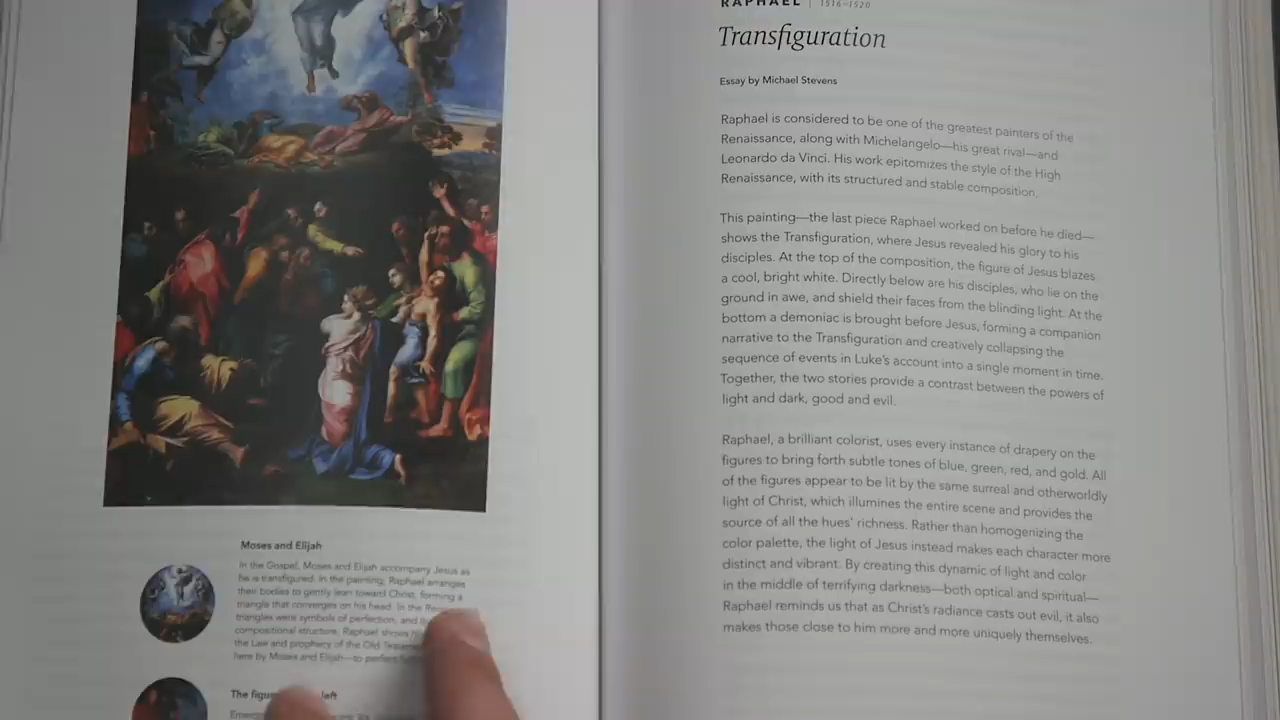 Moses and Elijah
In the Gospel, Moses and Elijah accompany Jesus as
he is transfigured. In the painting, Raphael arranges
their bodies to gently lean toward Christ, forming a
triangle that converges on his head. In the
triangles were symbols of perfection, and
compositional structure. Raphael shows
the Law and prophecy of the Old
here by Moses and Elijah—to perfect
The left
RAPHAEL | 1516–1520
Transfiguration
Essay by Michael Stevens
Raphael is considered to be one of the greatest painters of the
Renaissance, along with Michelangelo—his great rival—and
Leonardo da Vinci. His work epitomizes the style of the High
Renaissance, with its structured and stable composition.
This painting—the last piece Raphael worked on before he died—
shows the Transfiguration, where Jesus revealed his glory to his
disciples. At the top of the composition, the figure of Jesus blazes
a cool, bright white. Directly below are his disciples, who lie on the
ground in awe, and shield their faces from the blinding light. At the
bottom a demoniac is brought before Jesus, forming a companion
narrative to the Transfiguration and creatively collapsing the
sequence of events in Luke's account into a single moment in time.
Together, the two stories provide a contrast between the powers of
light and dark, good and evil.
Raphael, a brilliant colorist, uses every instance of drapery on the
figures to bring forth subtle tones of blue, green, red, and gold. All
of the figures appear to be lit by the same surreal and otherworldly
light of Christ, which illumines the entire scene and provides the
source of all the hues' richness. Rather than homogenizing the
color palette, the light of Jesus instead makes each character more
distinct and vibrant. By creating this dynamic of light and color
in the middle of terrifying darkness—both optical and spiritual—
Raphael reminds us that as Christ's radiance casts out evil, it also
makes those close to him more and more uniquely themselves.